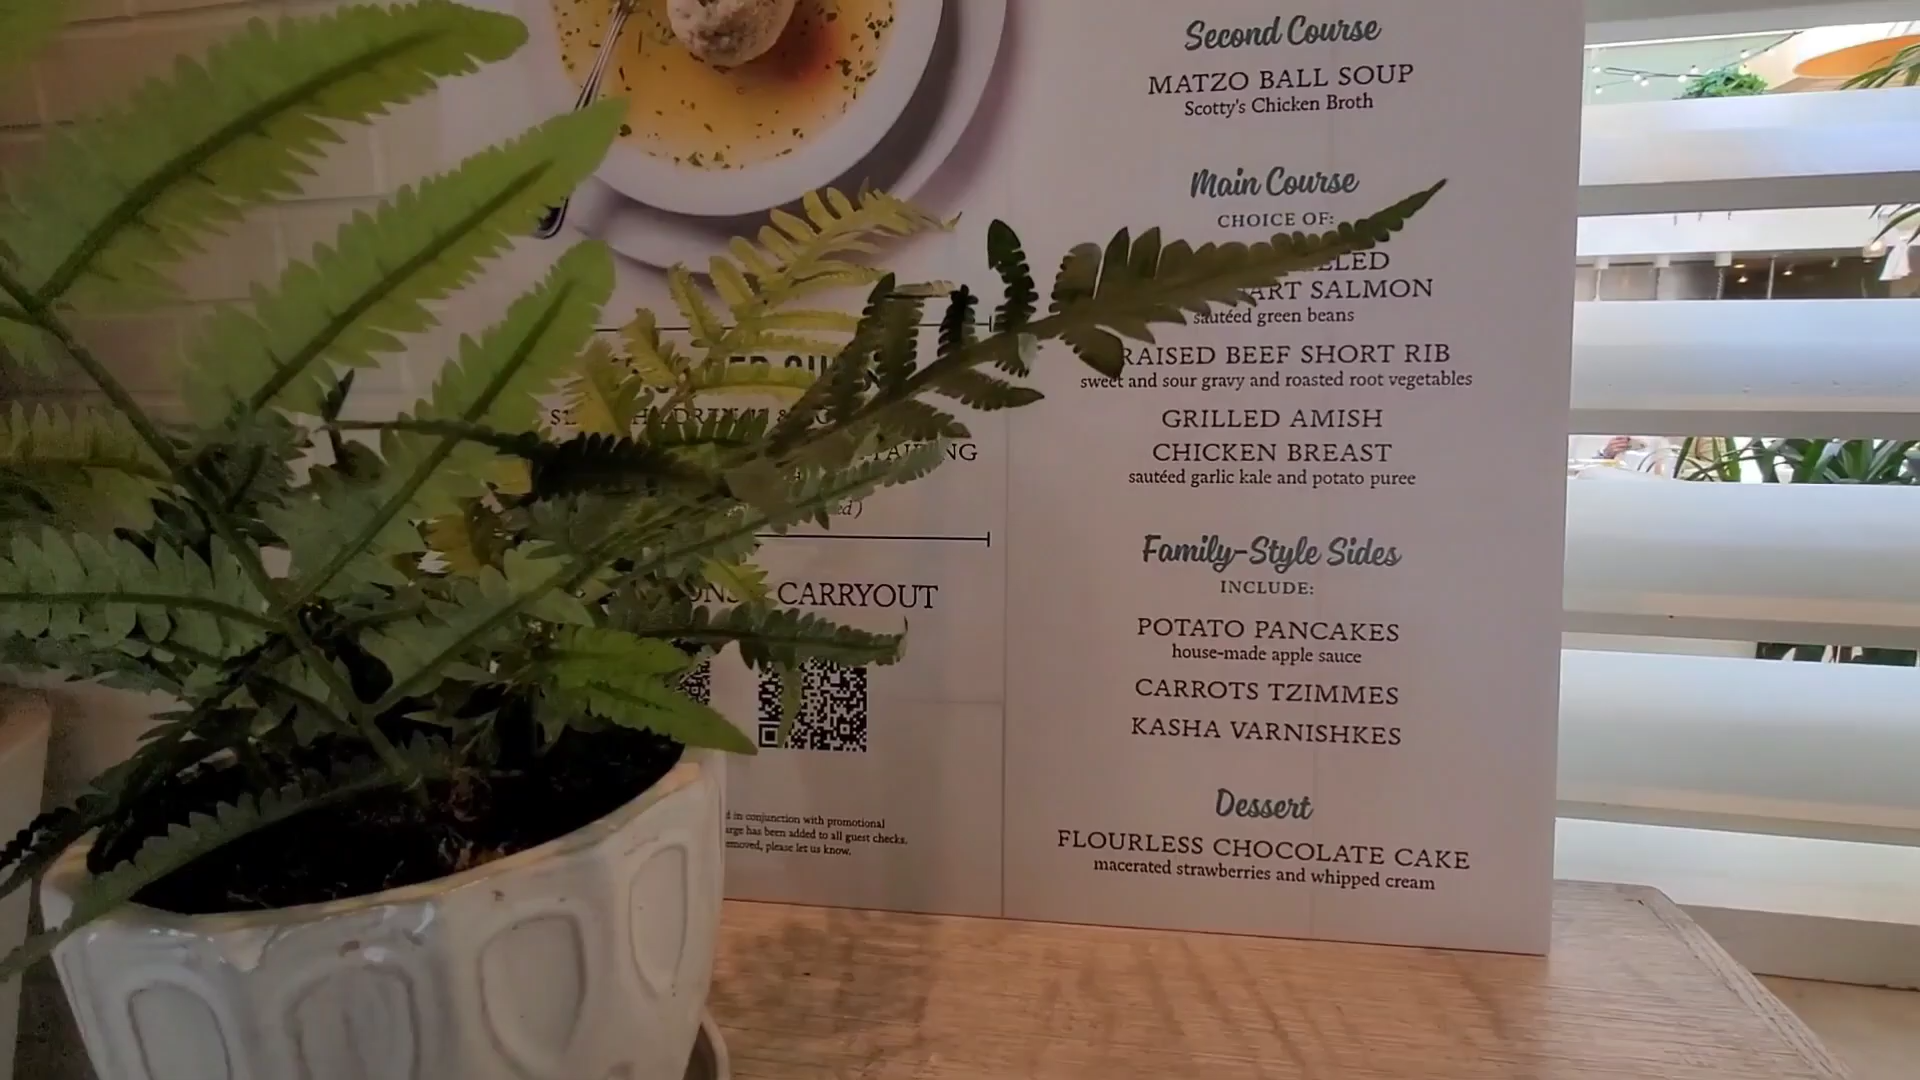 CARRYOUT
in conjunction with promotional
has been added to all guest checks.
please let us know.
Second Course
MATZO BALL SOUP
Scotty's Chicken Broth
Main Course
CHOICE OF:
SALMON
sautéed green beans
BEEF SHORT RIB
sweet and sour gravy and roasted root vegetables
GRILLED AMISH
CHICKEN BREAST
sautéed garlic kale and potato puree
Family-Style Sides
INCLUDE:
POTATO PANCAKES
house-made apple sauce
CARROTS TZIMMES
KASHA VARNISHKES
Dessert
FLOURLESS CHOCOLATE CAKE
macerated strawberries and whipped cream